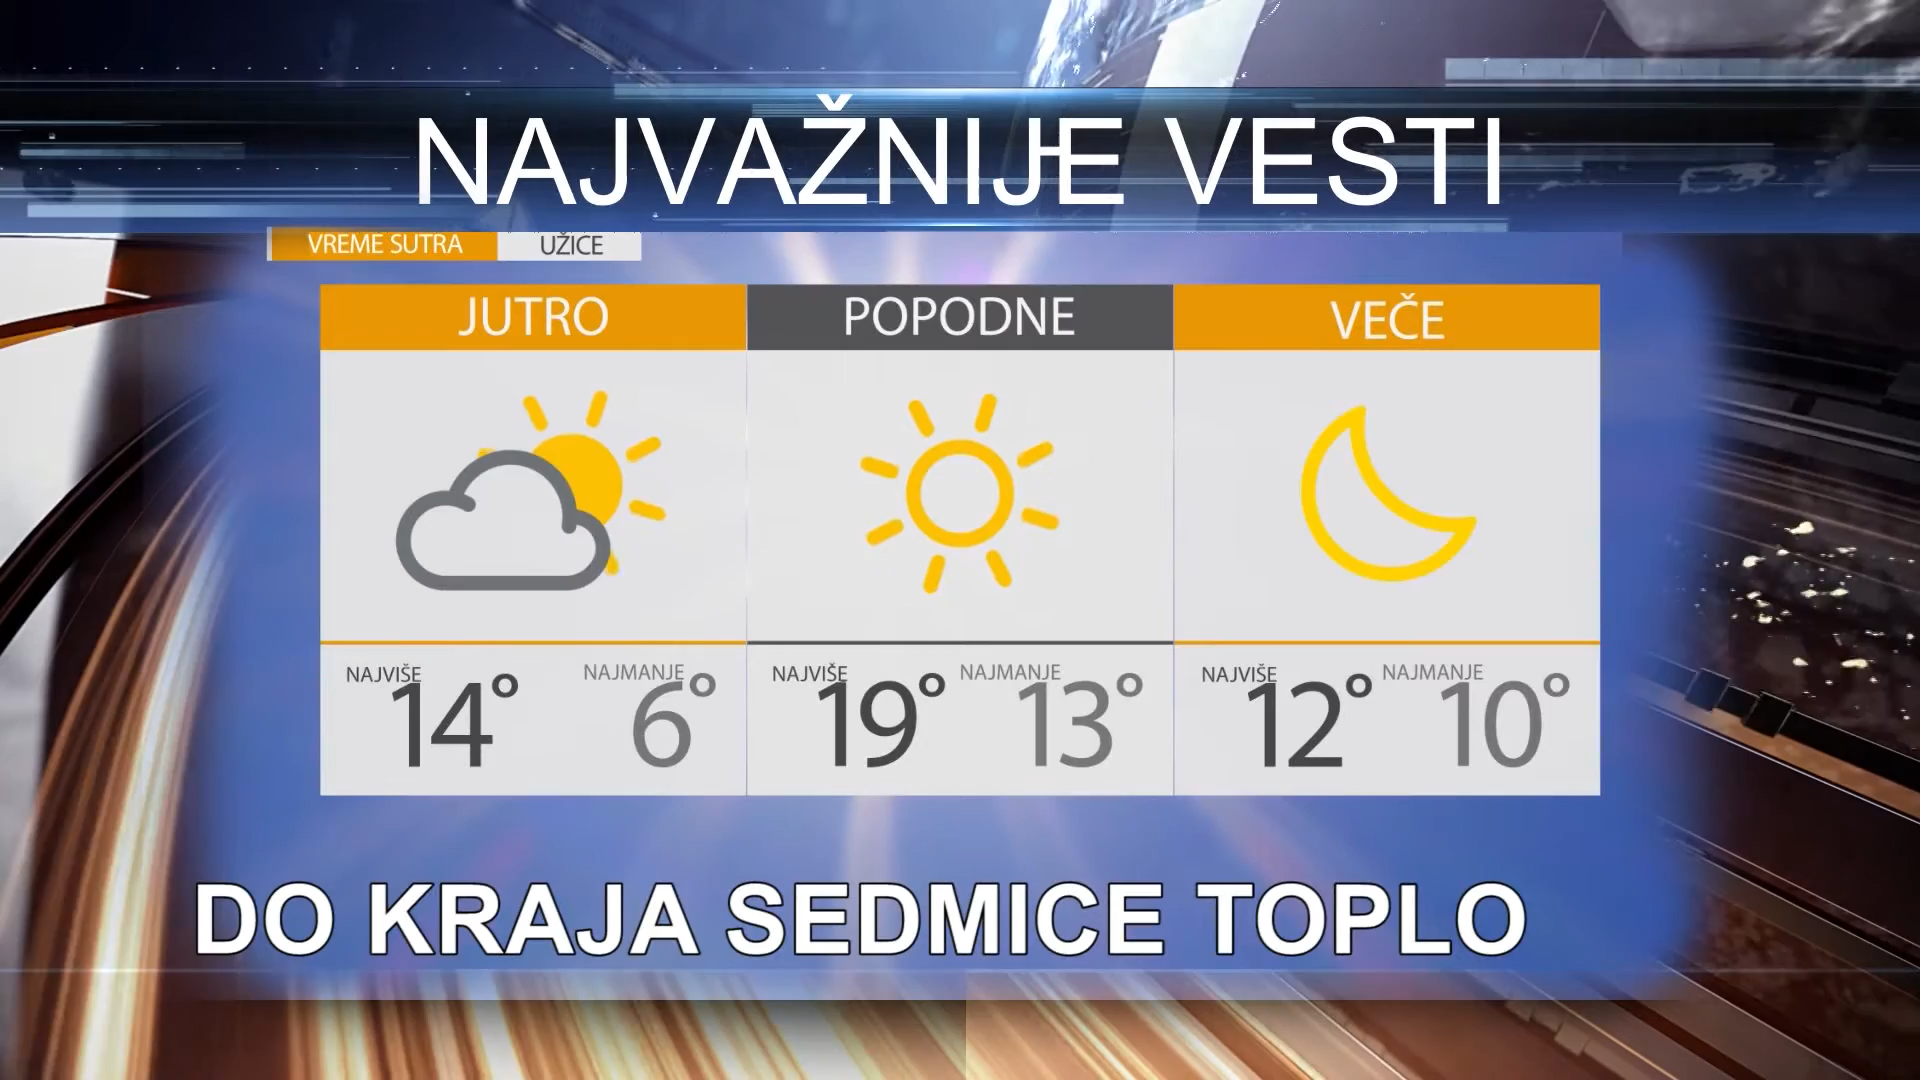 NAJVAŽNIJE VESTI
VREME SUTRA UŽICE
JUTRO POPODNE VEČE
NAJVIŠE 14° NAJMANJE 6° NAJVIŠE 19° NAJMANJE 13° NAJVIŠE 12° NAJMANJE 10°
DO KRAJA SEDMICE TOPLO